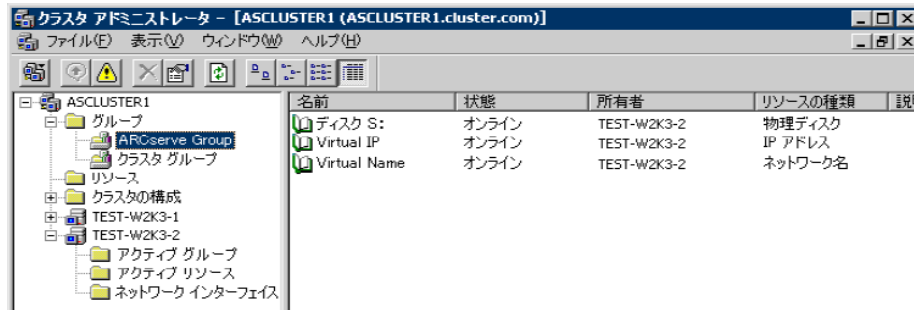 クラスタ アドミニストレータ - [ASCLUSTER1 (ASCLUSTER1.cluster.com)]
ファイル(F) 表示(V) ウィンドウ(W) ヘルプ(H)
ASCLUSTER1
グループ
ARCserve Group
クラスタ グループ
リソース
クラスタの構成
TEST-W2K3-1
TEST-W2K3-2
アクティブ グループ
アクティブ リソース
ネットワーク インターフェイス
名前 状態 所有者 リソースの種類 説
ディスク S: オンライン TEST-W2K3-2 物理ディスク
Virtual IP オンライン TEST-W2K3-2 IP アドレス
Virtual Name オンライン TEST-W2K3-2 ネットワーク名